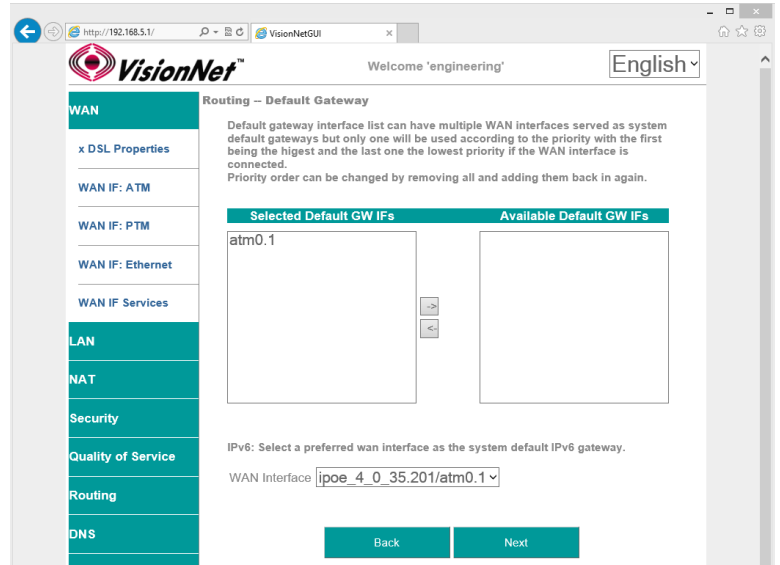 http://192.168.5.1/
VisionNetGUI
VisionNet™
Welcome 'engineering'
English
WAN
x DSL Properties
WAN IF: ATM
WAN IF: PTM
WAN IF: Ethernet
WAN IF Services
LAN
NAT
Security
Quality of Service
Routing
DNS
Routing -- Default Gateway
Default gateway interface list can have multiple WAN interfaces served as system
default gateways but only one will be used according to the priority with the first
being the higest and the last one the lowest priority if the WAN interface is
connected.
Priority order can be changed by removing all and adding them back in again.
Selected Default GW IFs
Available Default GW IFs
atm0.1
->
<-
IPv6: Select a preferred wan interface as the system default IPv6 gateway.
WAN Interface ipoe_4_0_35.201/atm0.1
Back
Next